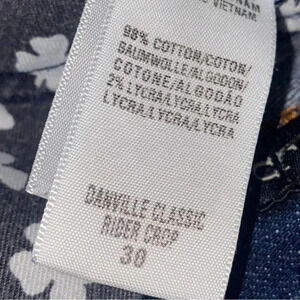 VIETNAM
98% COTTON/COTON/
BAUMWOLLE/ALGODON/
COTONE/ALGODÃO
2% LYCRA/LYCRA/LYCRA
LYCRA/LYCRA/LYCRA
DANVILLE CLASSIC
RIDER CROP
30